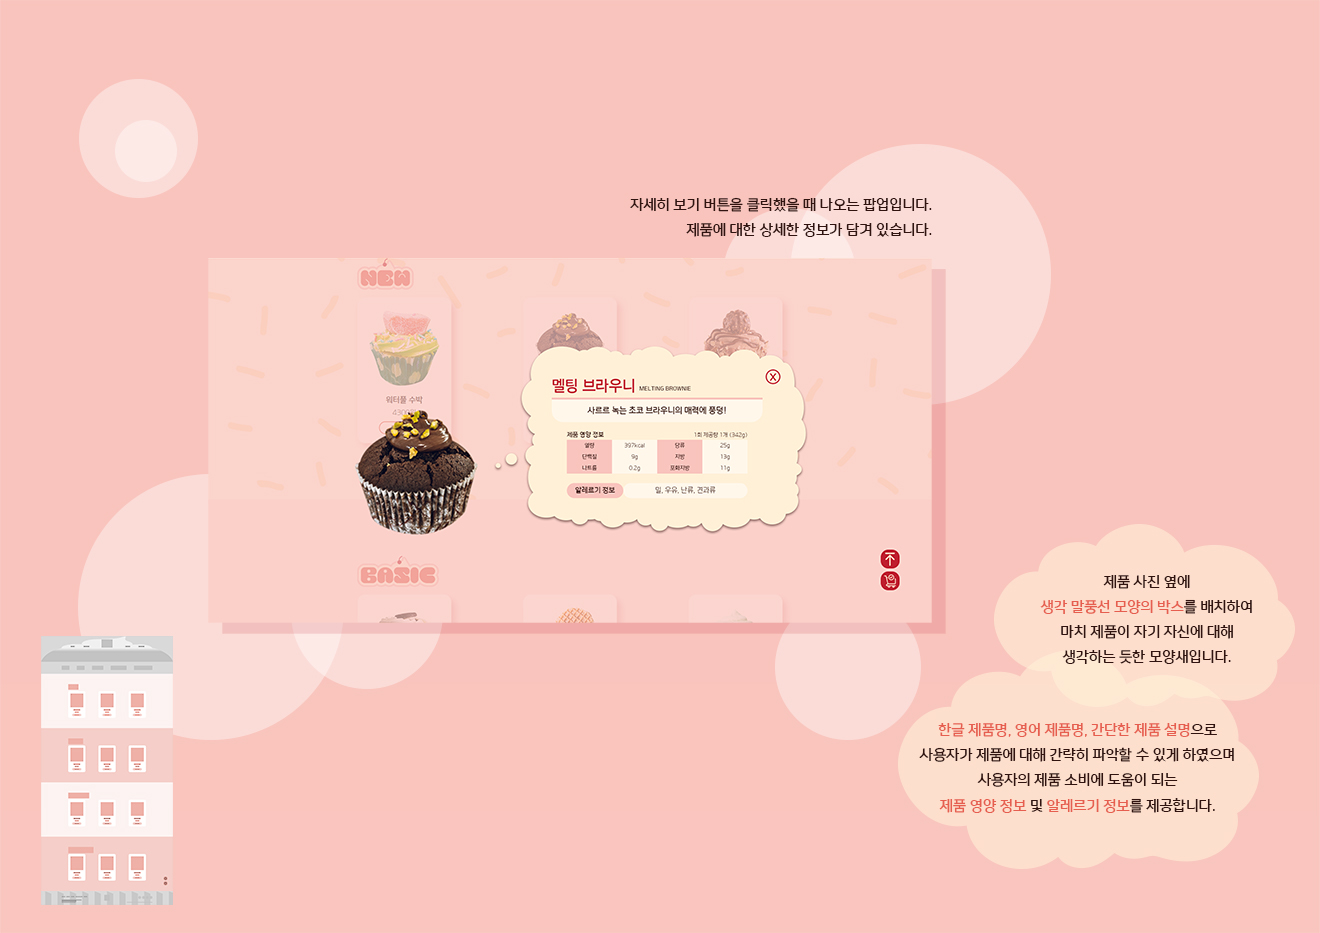 자세히 보기 버튼을 클릭했을 때 나오는 팝업입니다.
제품에 대한 상세한 정보가 담겨 있습니다.
NEW
워터풀 수박
멜팅 브라우니 MELTING BROWNIE
X
사르르 녹는 초코 브라우니의 매력에 퐁덩!
제품 영양 정보 1회 제공량 1개 (342g)
열량 397kcal 당류 25g
단백질 9g 지방 13g
나트륨 0.2g 포화지방 11g
알레르기 정보 밀, 우유, 난류, 견과류
BASIC
제품 사진 옆에
생각 말풍선 모양의 박스를 배치하여
마치 제품이 자기 자신에 대해
생각하는 듯한 모양새입니다.
한글 제품명, 영어 제품명, 간단한 제품 설명으로
사용자가 제품에 대해 간략히 파악할 수 있게 하였으며
사용자의 제품 소비에 도움이 되는
제품 영양 정보 및 알레르기 정보를 제공합니다.